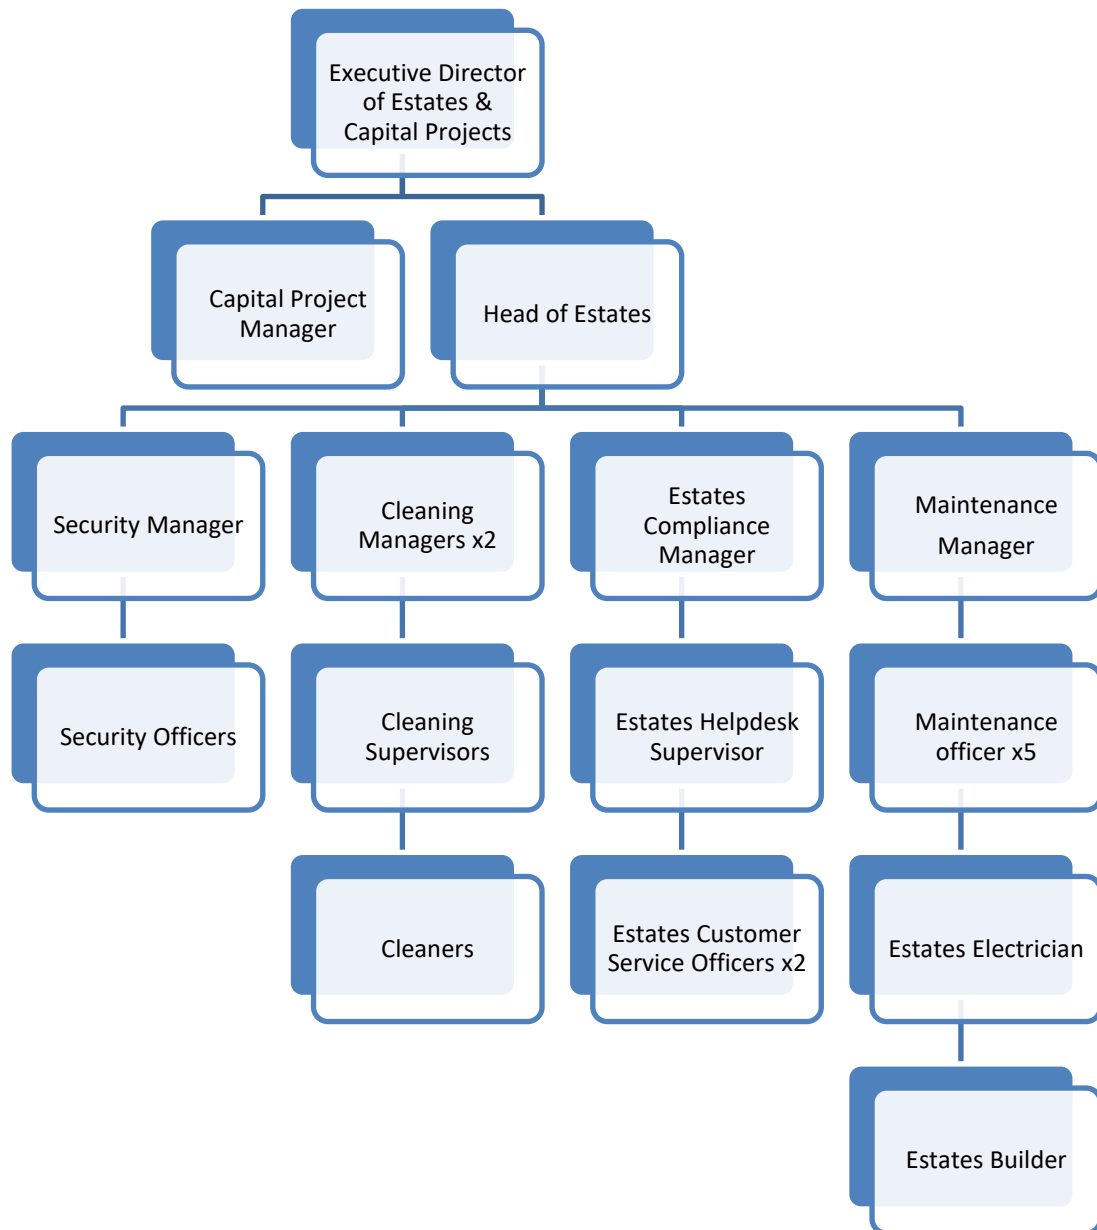 Executive Director
of Estates &
Capital Projects
Capital Project
Manager
Head of Estates
Security Manager
Cleaning
Managers x2
Estates
Compliance
Manager
Maintenance
Manager
Security Officers
Cleaning
Supervisors
Estates Helpdesk
Supervisor
Maintenance
officer x5
Cleaners
Estates Customer
Service Officers x2
Estates Electrician
Estates Builder